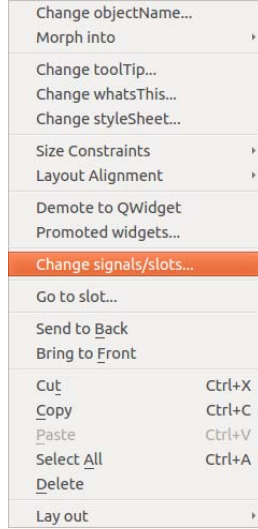 Change objectName...
Morph into
Change toolTip...
Change whatsThis...
Change styleSheet...
Size Constraints
Layout Alignment
Demote to QWidget
Promoted widgets...
Change signals/slots...
Go to slot...
Send to Back
Bring to Front
Cut Ctrl+X
Copy Ctrl+C
Paste Ctrl+V
Select All Ctrl+A
Delete
Lay out